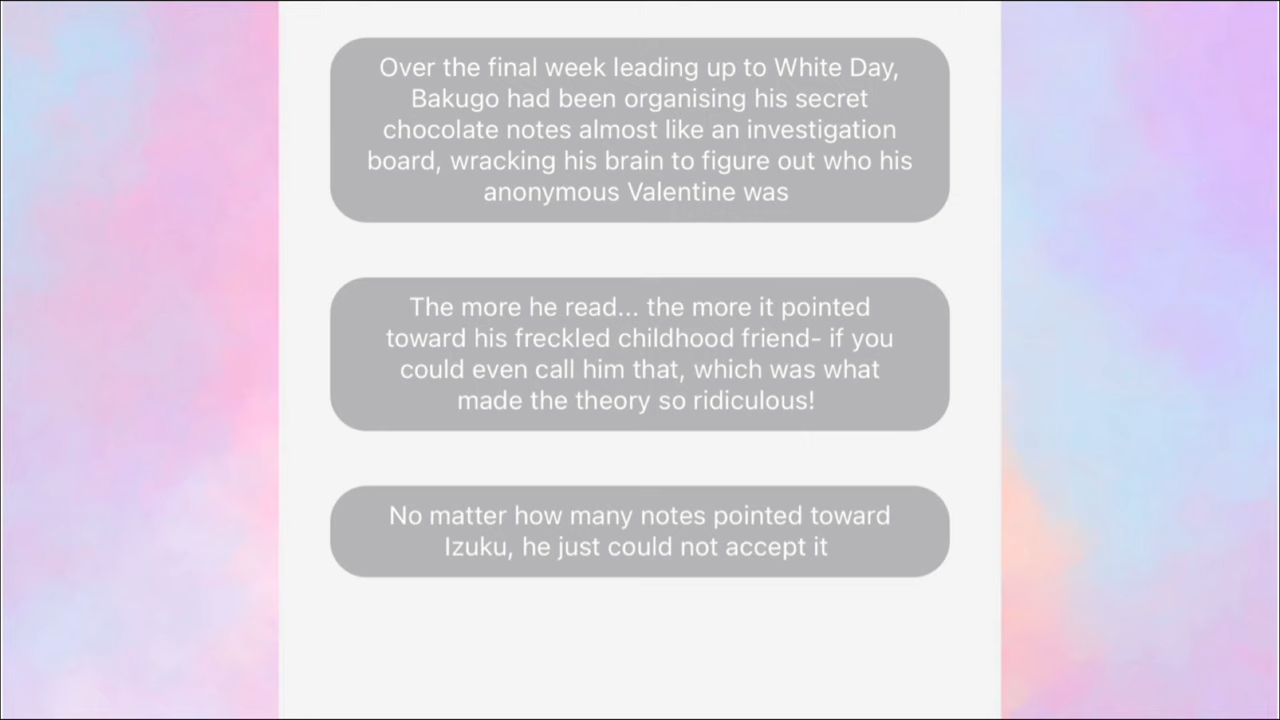 Over the final week leading up to White Day,
Bakugo had been organising his secret
chocolate notes almost like an investigation
board, wracking his brain to figure out who his
anonymous Valentine was
The more he read... the more it pointed
toward his freckled childhood friend- if you
could even call him that, which was what
made the theory so ridiculous!
No matter how many notes pointed toward
Izuku, he just could not accept it